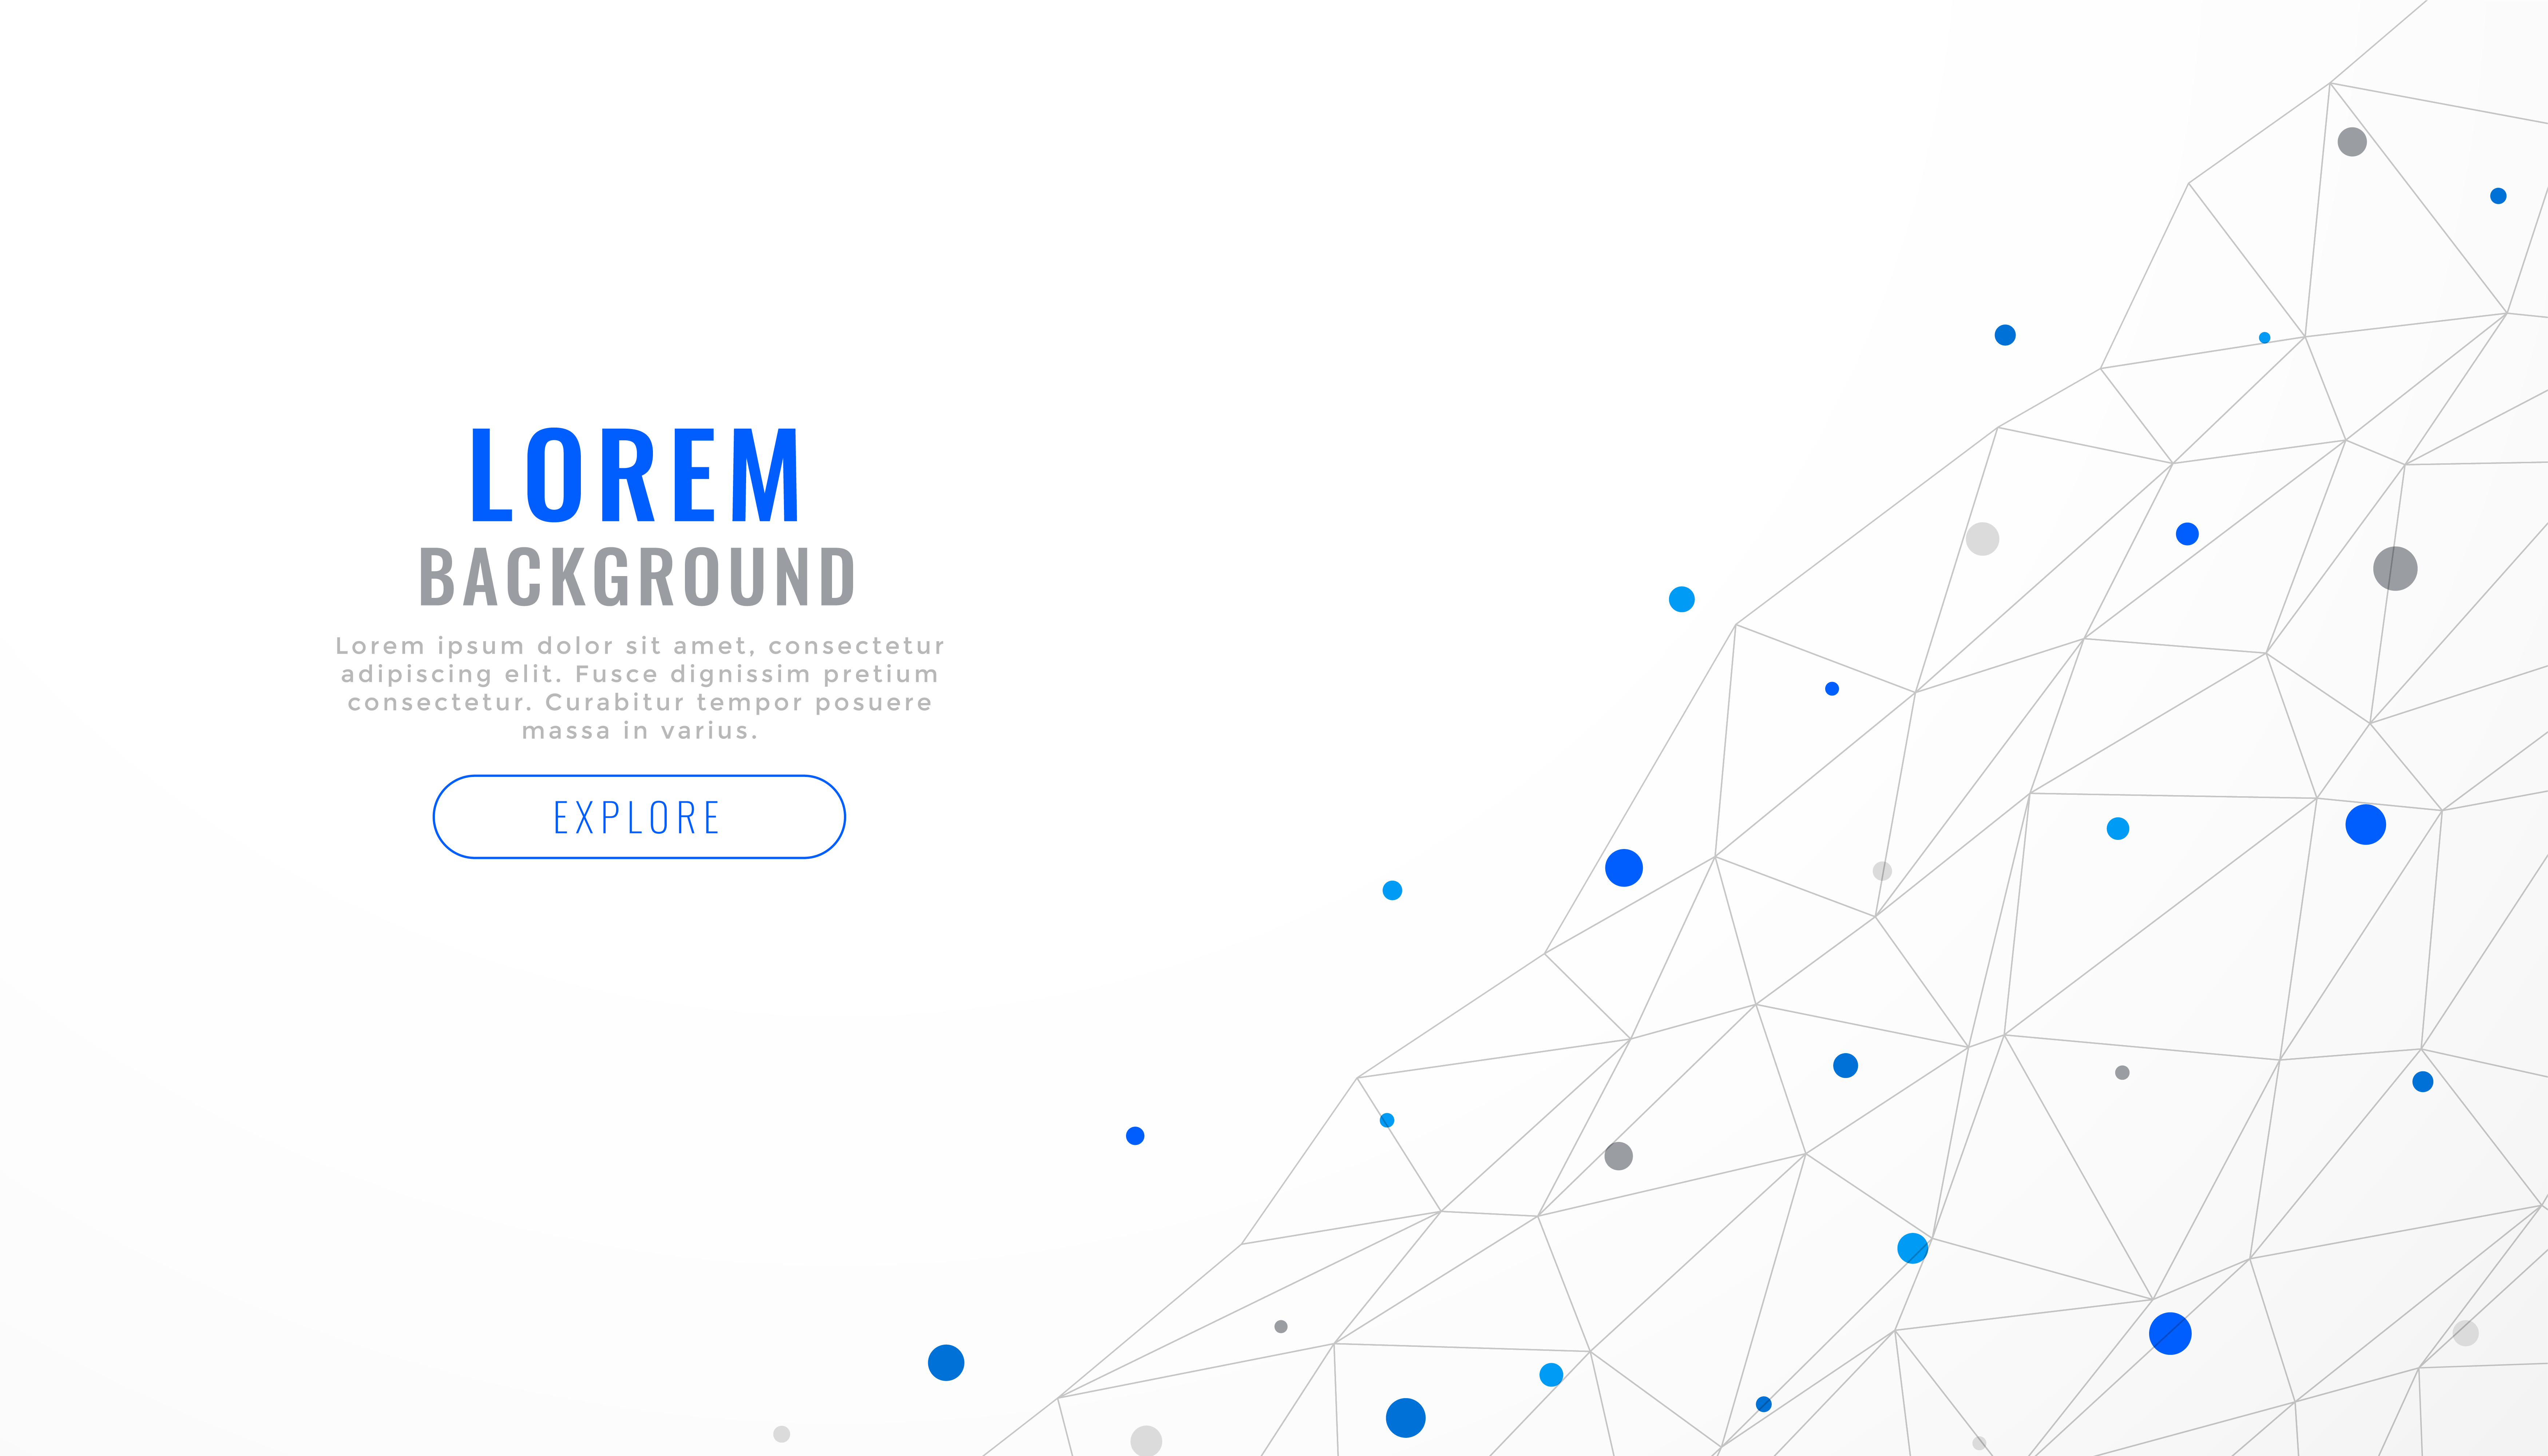 LOREM
BACKGROUND
Lorem ipsum dolor sit amet, consectetur
adipiscing elit. Fusce dignissim pretium
consectetur. Curabitur tempor posuere
massa in varius.
EXPLORE